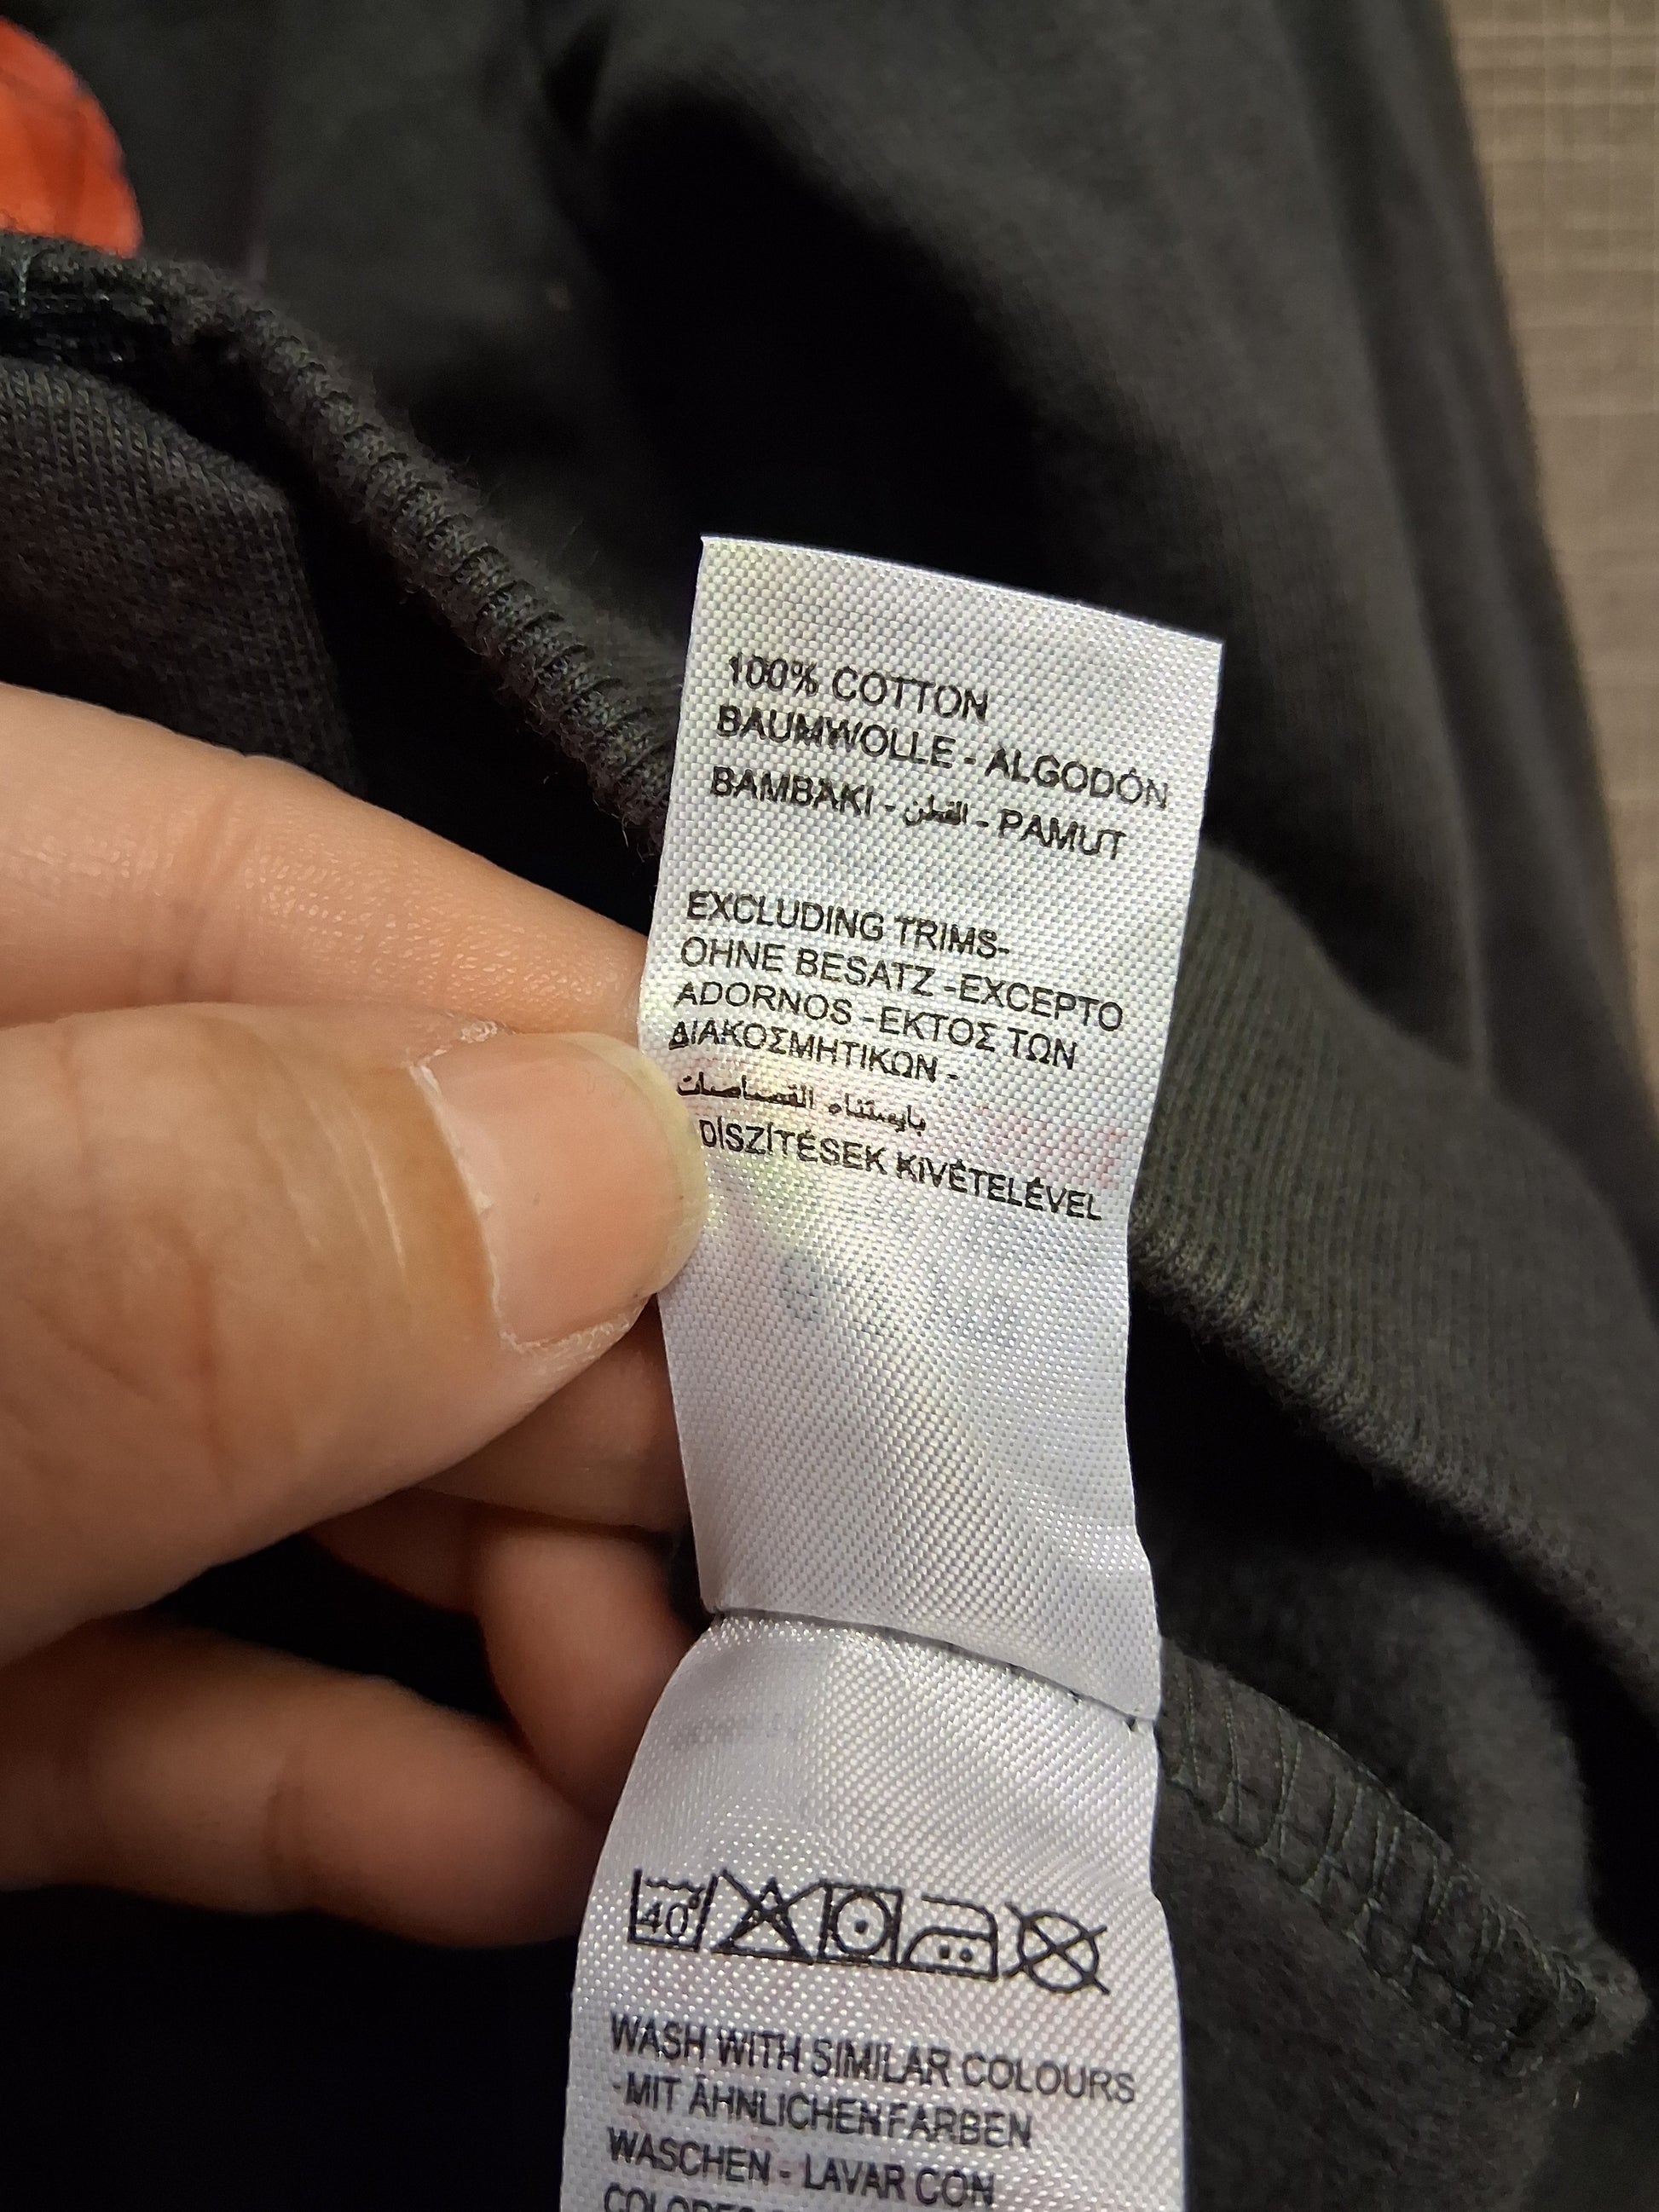 100% COTTON
BAUMWOLLE - ALGODÓN
BAMBAKI - القطن - PAMUT
EXCLUDING TRIMS-
OHNE BESATZ -EXCEPTO
ADORNOS -ΕΚΤΟΣ ΤΩΝ
ΔΙΑΚΟΣΜΗΤΙΚΩΝ -
بايستثناه القصاصات
DÍSZÍTÉSEK KIVÉTELÉVEL
40°
WASH WITH SIMILAR COLOURS
-MIT ÄHNLICHEN FARBEN
WASCHEN - LAVAR CON